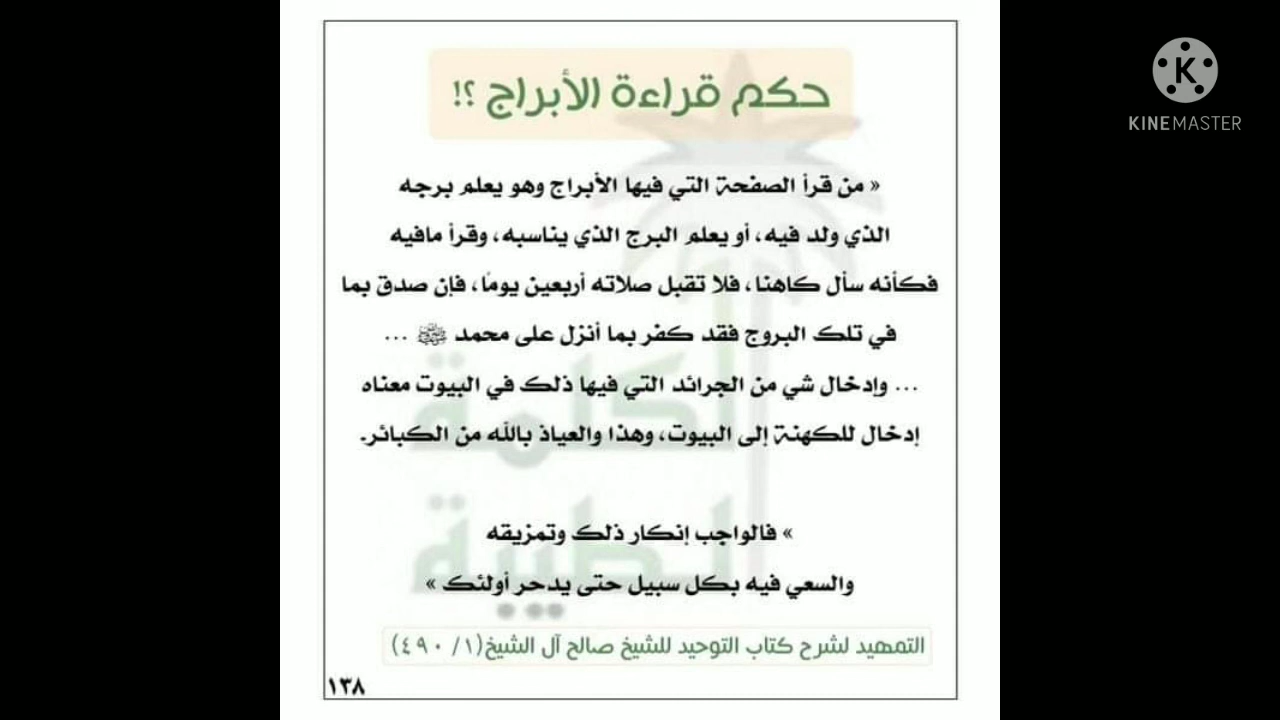 حكم قراءة الأبراج ؟!
« من قرأ الصفحة التي فيها الأبراج وهو يعلم برجه
الذي ولد فيه، أو يعلم البرج الذي يناسبه، وقرأ مافيه
فكأنه سأل كاهنا، فلا تقبل صلاته أربعين يومًا، فإن صدق بما
في تلك البروج فقد كفر بما أنزل على محمد ﷺ ...
... وإدخال شي من الجرائد التي فيها ذلك في البيوت معناه
إدخال للكهنة إلى البيوت، وهذا والعياذ بالله من الكبائر.
» فالواجب إنكار ذلك وتمزيقه
والسعي فيه بكل سبيل حتى يدحر أولئك »
التمهيد لشرح كتاب التوحيد للشيخ صالح آل الشيخ(١/ ٤٩٠)
١٣٨
الكلمة
الطيبة
K
KINEMASTER